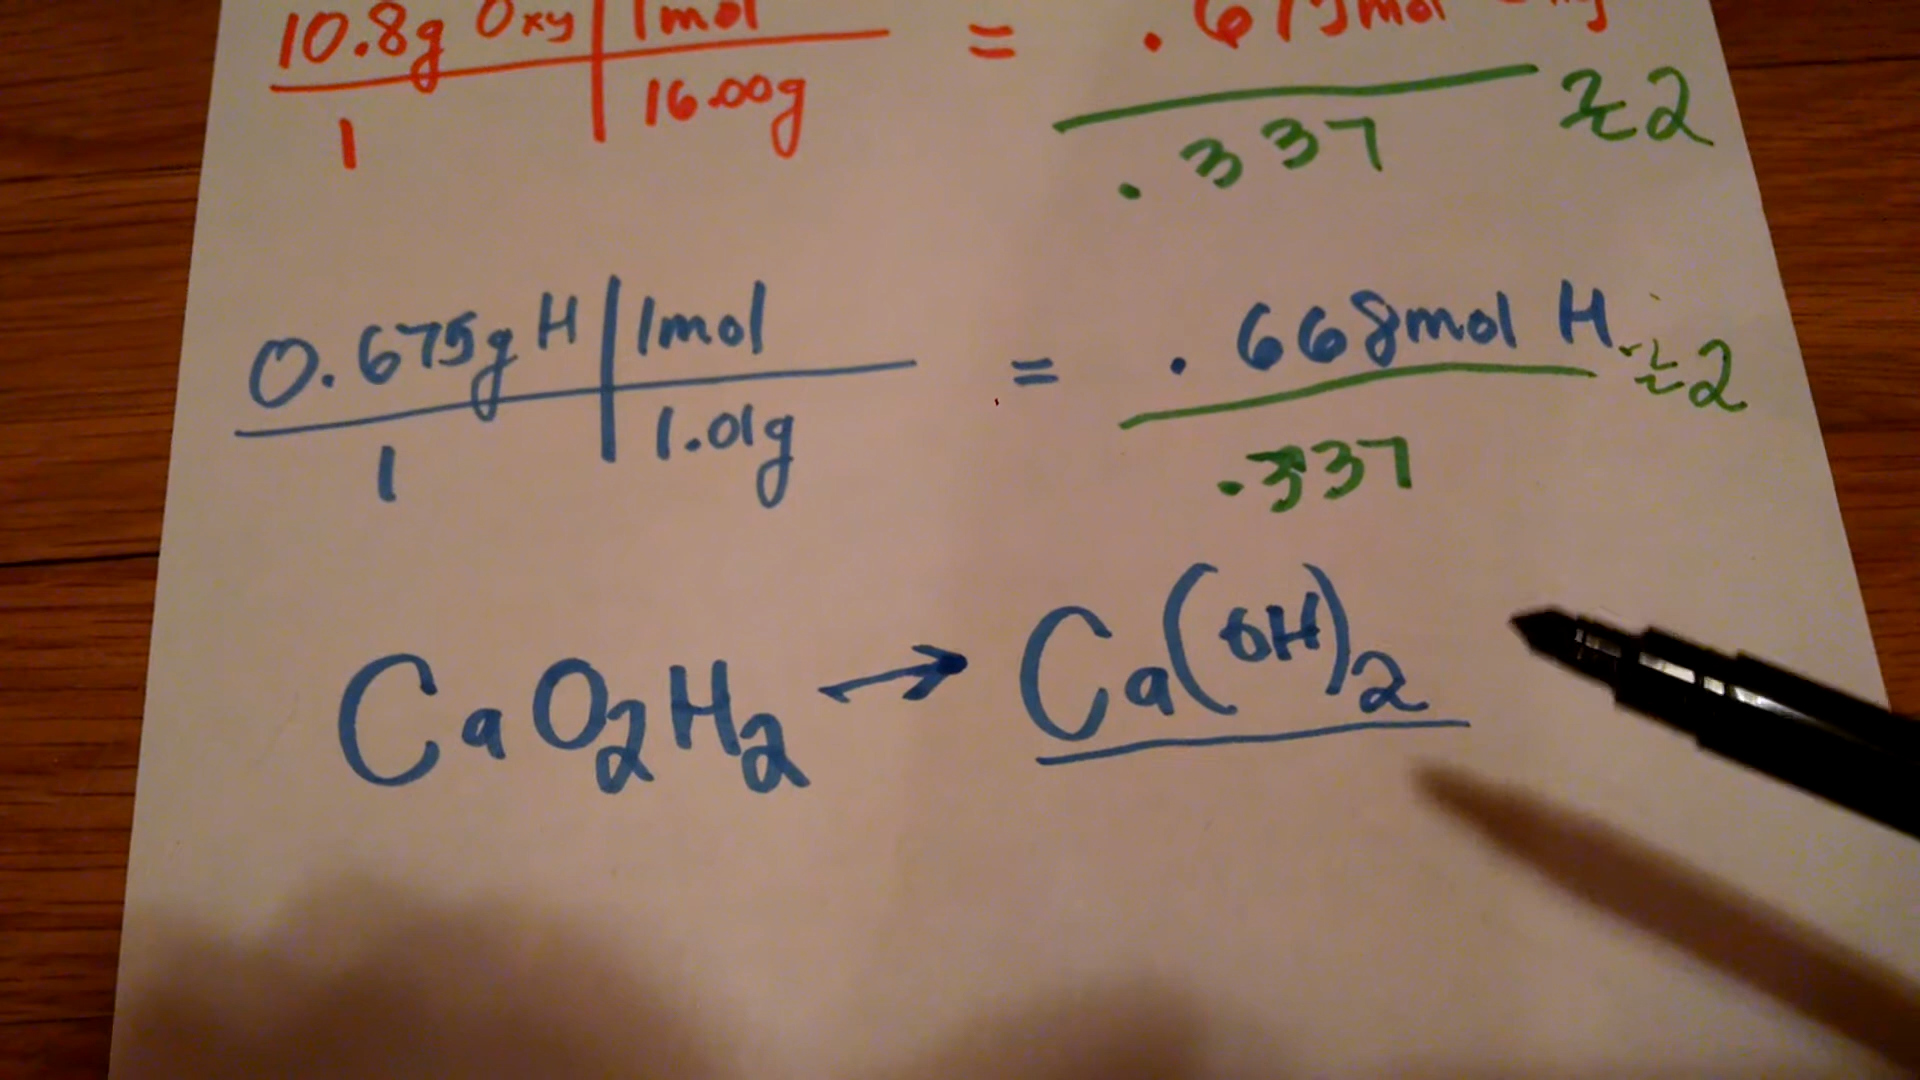 10.8g Oxy 1mol = .675mol
1 16.00g .337 ≈2
0.675g H 1mol = .668mol H ≈2
1 1.01g .337
CaO2H2 → Ca(OH)2